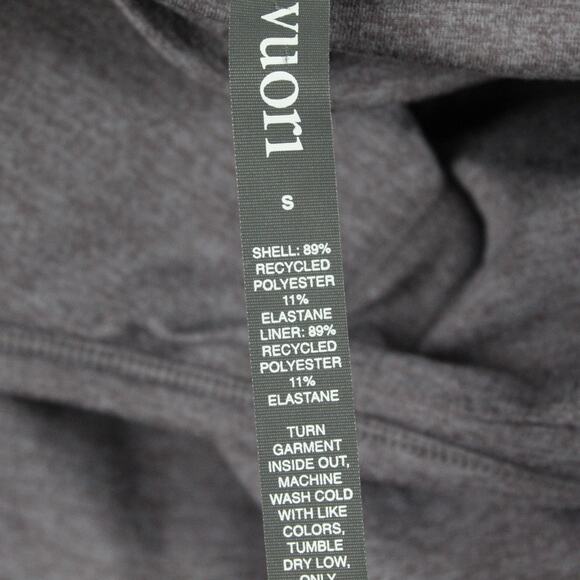 vuori
S
SHELL: 89%
RECYCLED
POLYESTER
11%
ELASTANE
LINER: 89%
RECYCLED
POLYESTER
11%
ELASTANE
TURN
GARMENT
INSIDE OUT,
MACHINE
WASH COLD
WITH LIKE
COLORS,
TUMBLE
DRY LOW,
ONLY